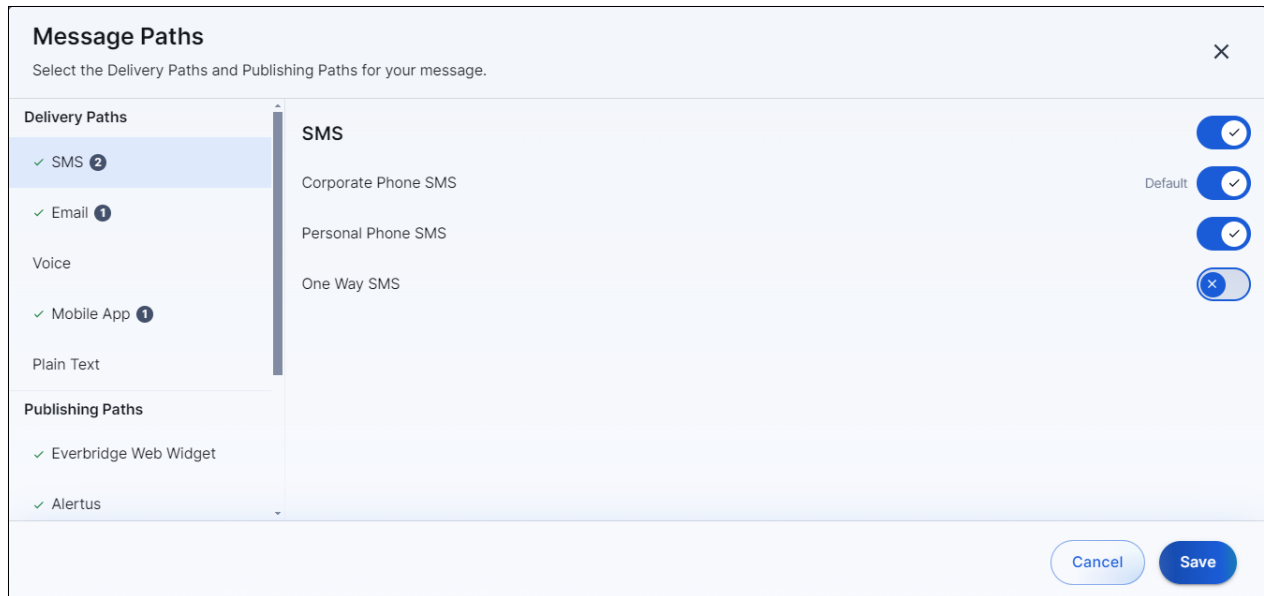 Message Paths
Select the Delivery Paths and Publishing Paths for your message.
Delivery Paths
SMS 2
Email 1
Voice
Mobile App 1
Plain Text
Publishing Paths
Everbridge Web Widget
Alertus
SMS
Corporate Phone SMS Default
Personal Phone SMS
One Way SMS
Cancel Save